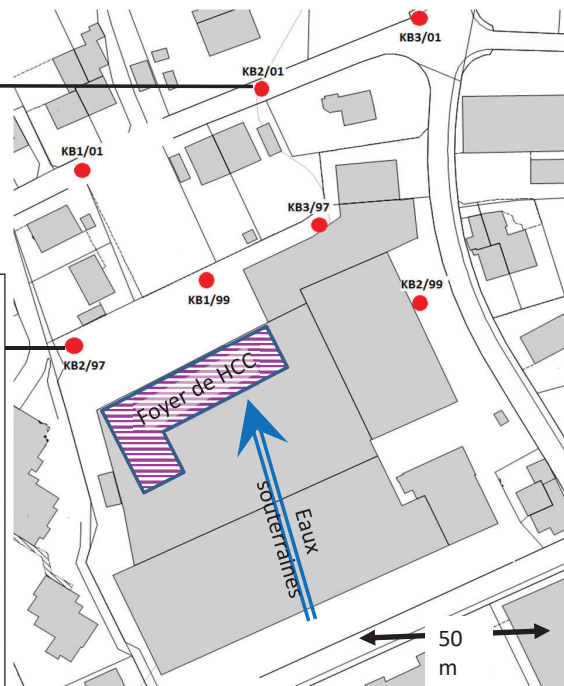 KB3/01
KB2/01
KB1/01
KB3/97
KB1/99
KB2/99
KB2/97
Foyer de HCC
Eaux
souterraines
50
m